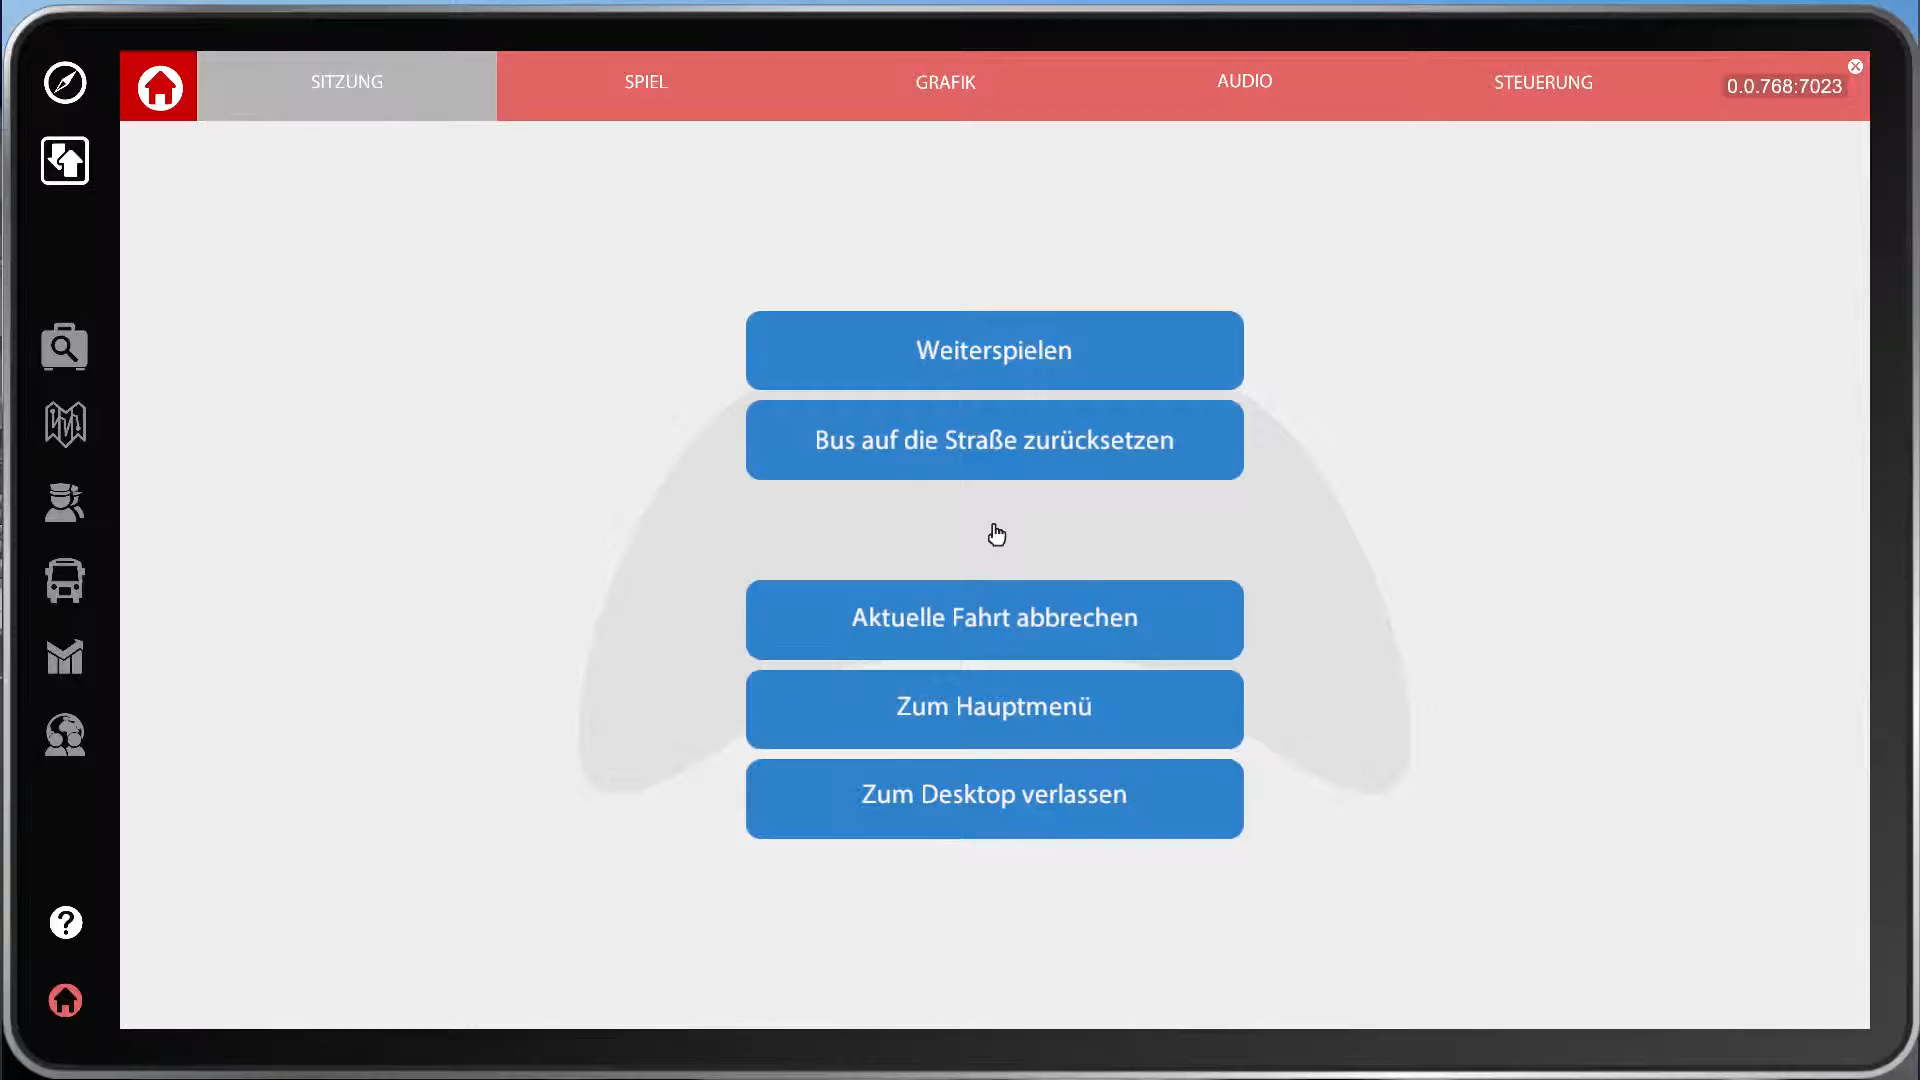 SITZUNG
SPIEL
GRAFIK
AUDIO
STEUERUNG
0.0.768:7023
Weiterspielen
Bus auf die Straße zurücksetzen
Aktuelle Fahrt abbrechen
Zum Hauptmenü
Zum Desktop verlassen